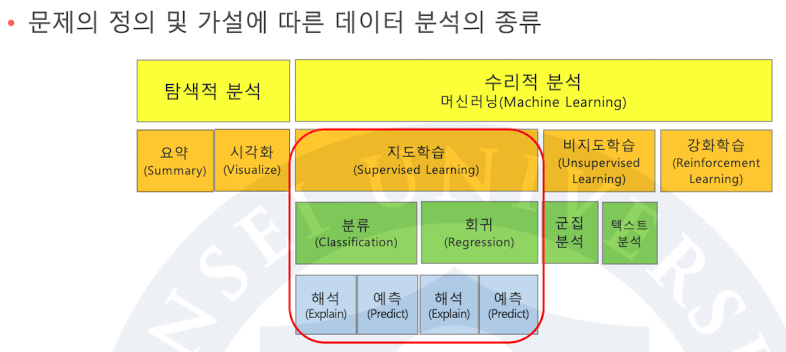 • 문제의 정의 및 가설에 따른 데이터 분석의 종류
탐색적 분석
수리적 분석
머신러닝(Machine Learning)
요약
(Summary)
시각화
(Visualize)
지도학습
(Supervised Learning)
비지도학습
(Unsupervised
Learning)
강화학습
(Reinforcement
Learning)
분류
(Classification)
회귀
(Regression)
군집
분석
텍스트
분석
해석
(Explain)
예측
(Predict)
해석
(Explain)
예측
(Predict)
NSEI UNIVERSI